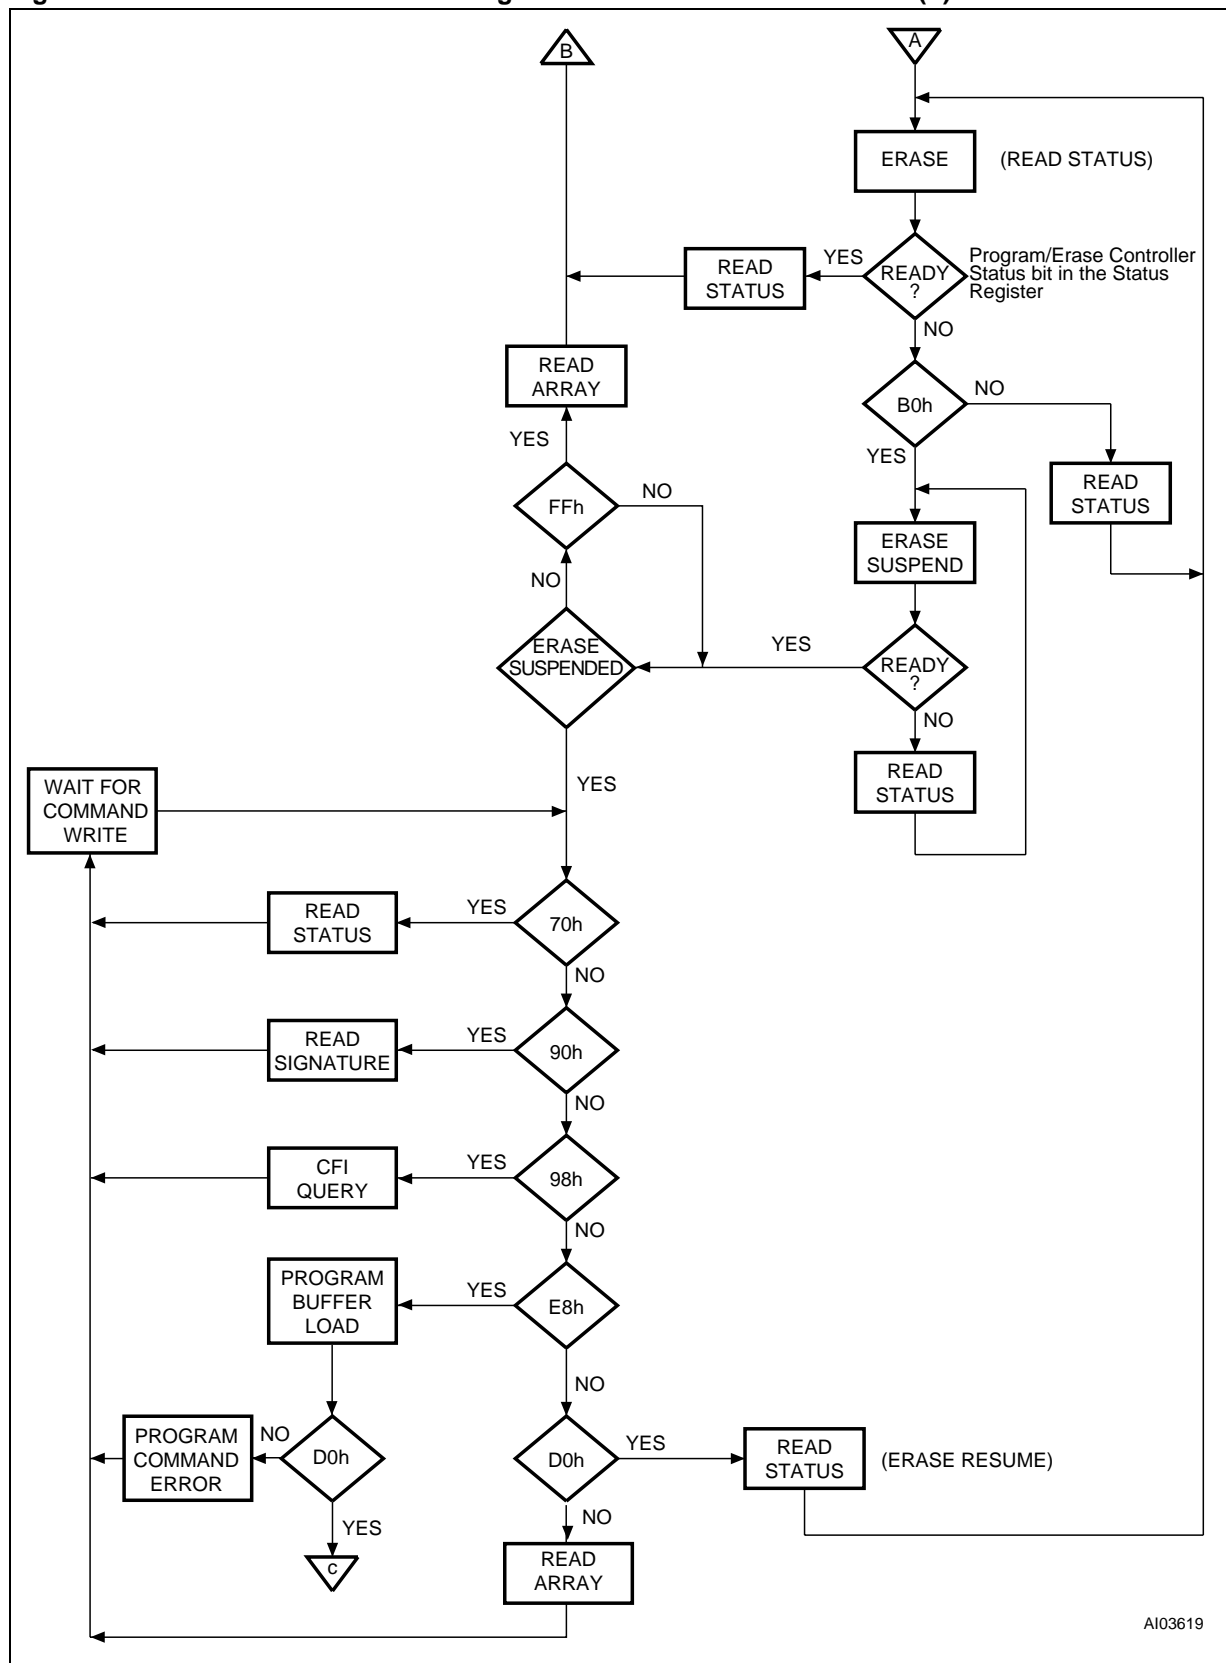 B
A
ERASE
(READ STATUS)
READ
STATUS
YES
READY
?
Program/Erase Controller
Status bit in the Status
Register
NO
READ
ARRAY
B0h
NO
YES
YES
READ
STATUS
FFh
NO
ERASE
SUSPEND
NO
ERASE
SUSPENDED
YES
READY
?
NO
READ
STATUS
YES
WAIT FOR
COMMAND
WRITE
READ
STATUS
YES
70h
NO
READ
SIGNATURE
YES
90h
NO
CFI
QUERY
YES
98h
NO
PROGRAM
BUFFER
LOAD
YES
E8h
NO
PROGRAM
COMMAND
ERROR
NO
D0h
D0h
YES
READ
STATUS
(ERASE RESUME)
YES
NO
c
READ
ARRAY
AI03619